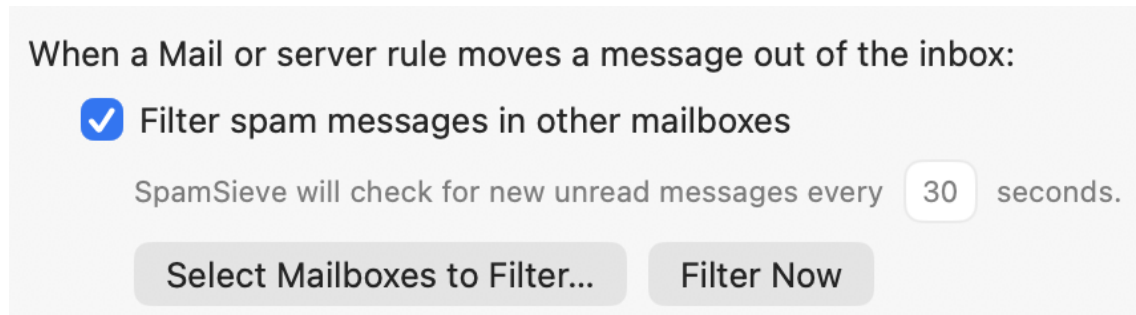 When a Mail or server rule moves a message out of the inbox:
Filter spam messages in other mailboxes
SpamSieve will check for new unread messages every 30 seconds.
Select Mailboxes to Filter... Filter Now